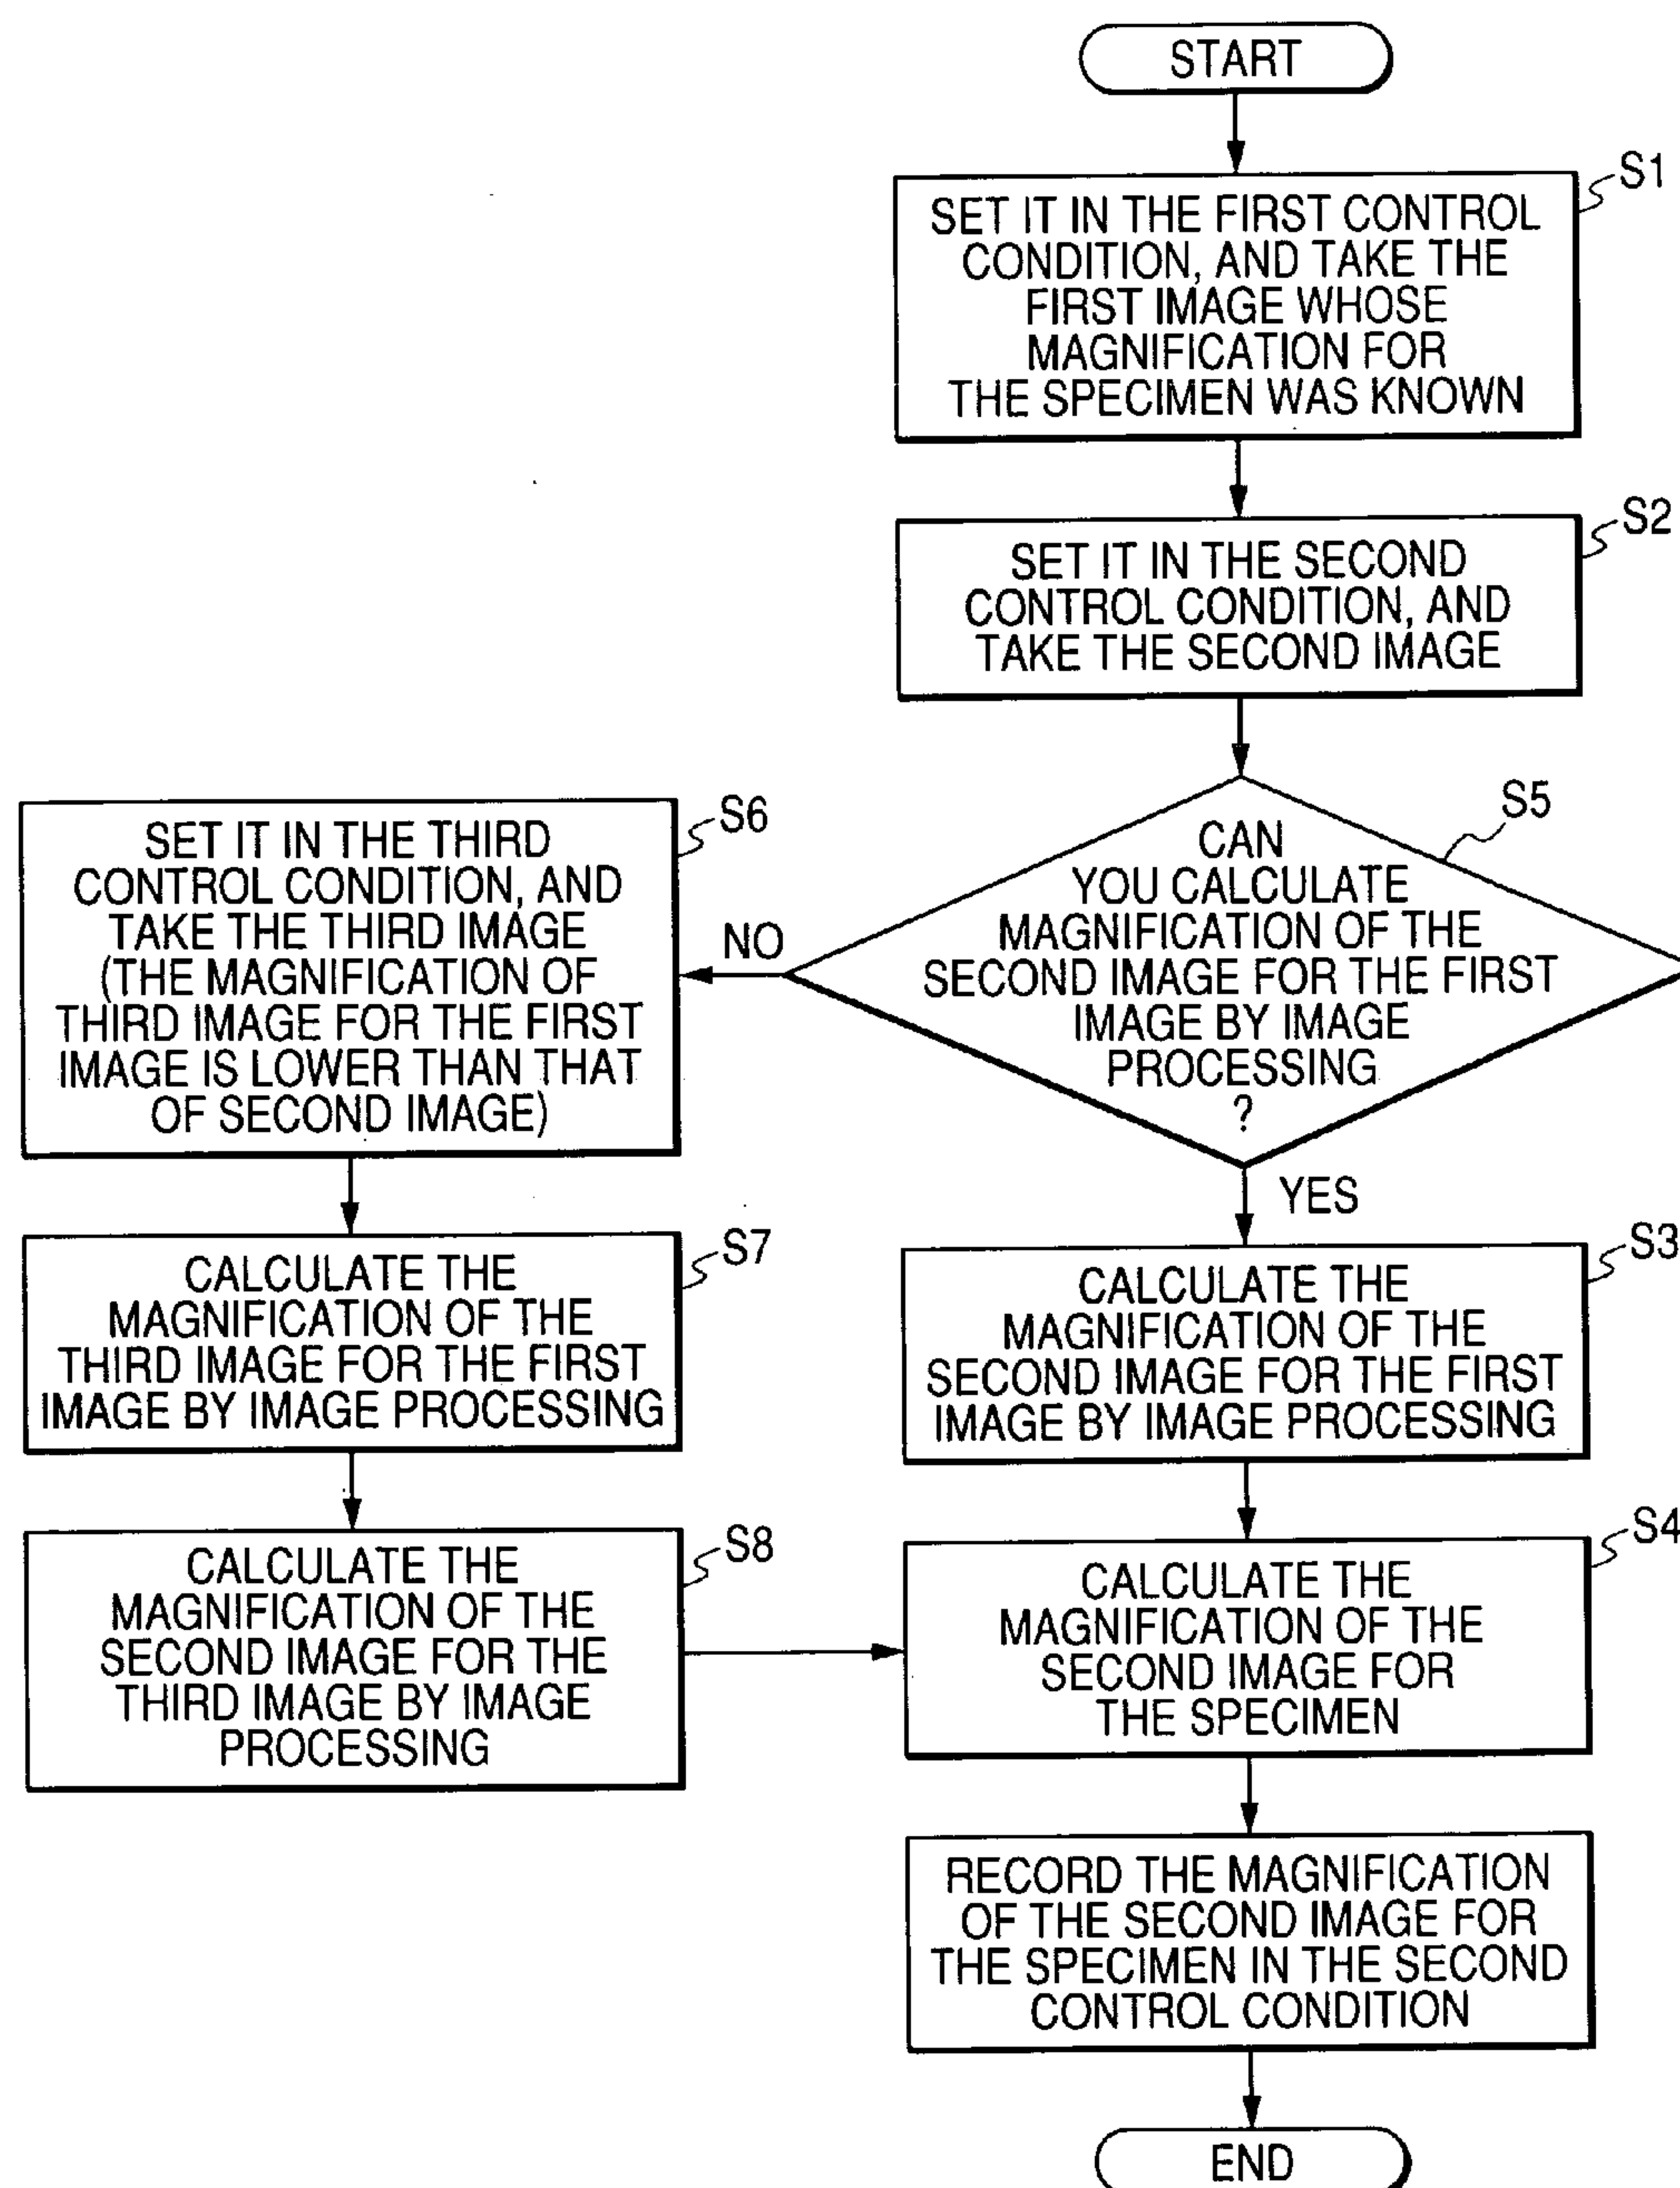 START
S1
SET IT IN THE FIRST CONTROL
CONDITION, AND TAKE THE
FIRST IMAGE WHOSE
MAGNIFICATION FOR
THE SPECIMEN WAS KNOWN
S2
SET IT IN THE SECOND
CONTROL CONDITION, AND
TAKE THE SECOND IMAGE
S5
CAN
YOU CALCULATE
MAGNIFICATION OF THE
SECOND IMAGE FOR THE FIRST
IMAGE BY IMAGE
PROCESSING
?
NO
YES
S6
SET IT IN THE THIRD
CONTROL CONDITION, AND
TAKE THE THIRD IMAGE
(THE MAGNIFICATION OF
THIRD IMAGE FOR THE FIRST
IMAGE IS LOWER THAN THAT
OF SECOND IMAGE)
S7
CALCULATE THE
MAGNIFICATION OF THE
THIRD IMAGE FOR THE FIRST
IMAGE BY IMAGE PROCESSING
S8
CALCULATE THE
MAGNIFICATION OF THE
SECOND IMAGE FOR THE
THIRD IMAGE BY IMAGE
PROCESSING
S3
CALCULATE THE
MAGNIFICATION OF THE
SECOND IMAGE FOR THE FIRST
IMAGE BY IMAGE PROCESSING
S4
CALCULATE THE
MAGNIFICATION OF THE
SECOND IMAGE FOR
THE SPECIMEN
RECORD THE MAGNIFICATION
OF THE SECOND IMAGE FOR
THE SPECIMEN IN THE SECOND
CONTROL CONDITION
END